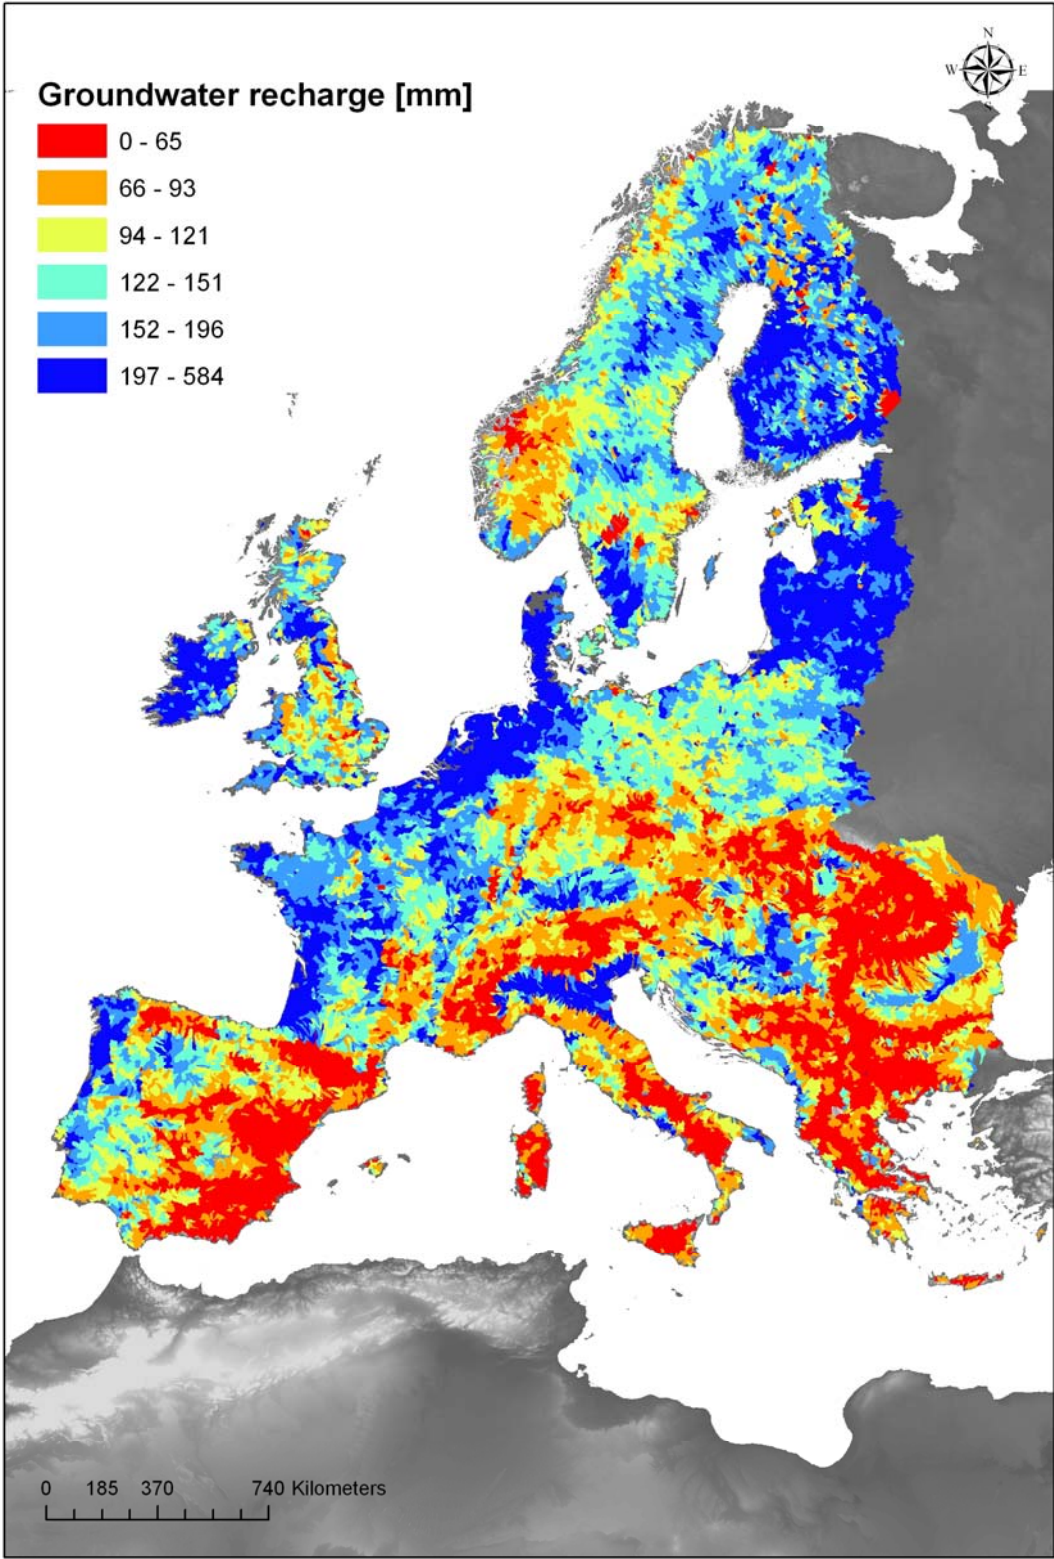 N
W E
S
Groundwater recharge [mm]
0 - 65
66 - 93
94 - 121
122 - 151
152 - 196
197 - 584
0 185 370 740 Kilometers